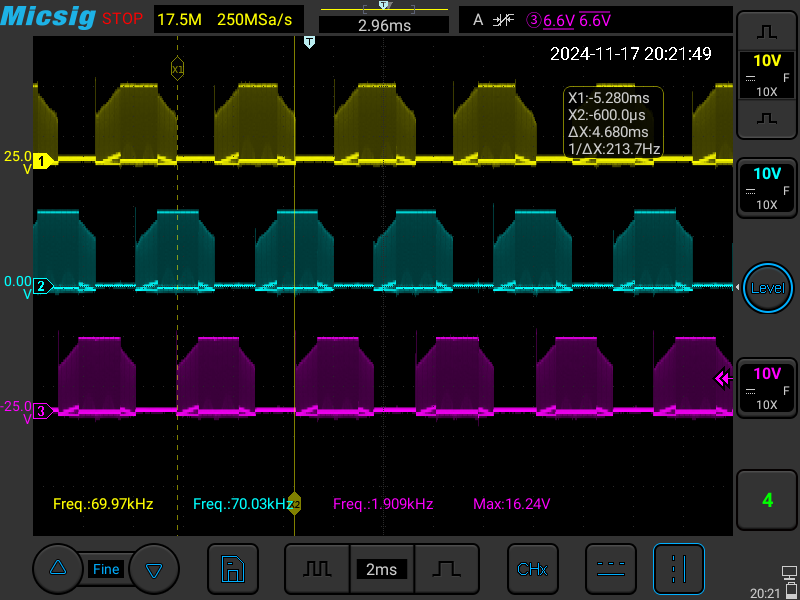 Micsig STOP 17.5M 250MSa/s 2.96ms A 3 6.6V 6.6V
T
2024-11-17 20:21:49
X1
X1:-5.280ms
X2:-600.0μs
ΔX:4.680ms
1/ΔX:213.7Hz
10V
F
10X
25.0
V
1
10V
F
10X
0.00
V
2
Level
10V
F
10X
-25.0
V
3
Freq.:69.97kHz Freq.:70.03kHz X2 Freq.:1.909kHz Max:16.24V
4
Fine 2ms CHx
20:21